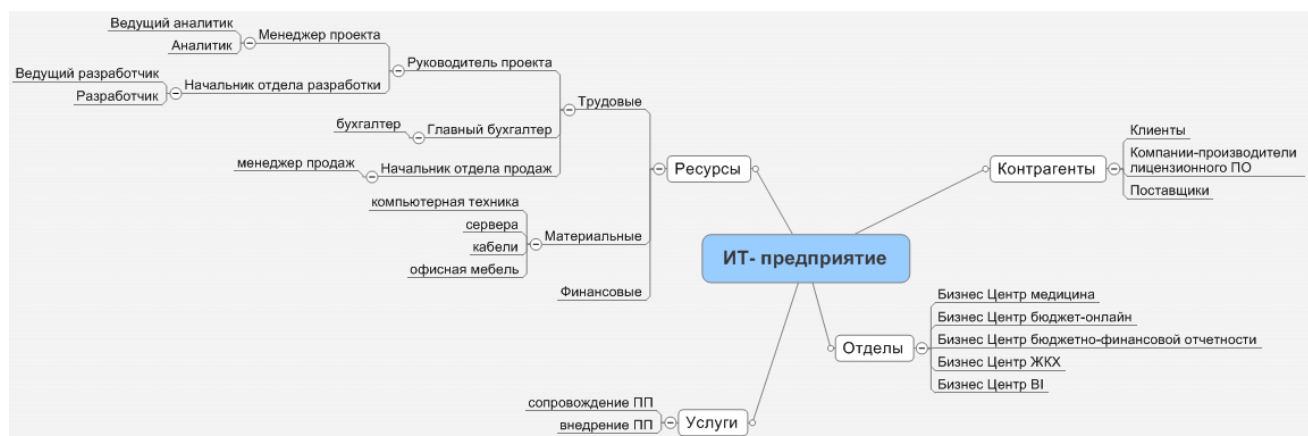 Ведущий аналитик
Аналитик
Менеджер проекта
Ведущий разработчик
Разработчик
Начальник отдела разработки
Руководитель проекта
бухгалтер
Главный бухгалтер
менеджер продаж
Начальник отдела продаж
Трудовые
компьютерная техника
сервера
кабели
офисная мебель
Материальные
Финансовые
Ресурсы
ИТ- предприятие
Контрагенты
Клиенты
Компании-производители
лицензионного ПО
Поставщики
Отделы
Бизнес Центр медицина
Бизнес Центр бюджет-онлайн
Бизнес Центр бюджетно-финансовой отчетности
Бизнес Центр ЖКХ
Бизнес Центр BI
сопровождение ПП
внедрение ПП
Услуги